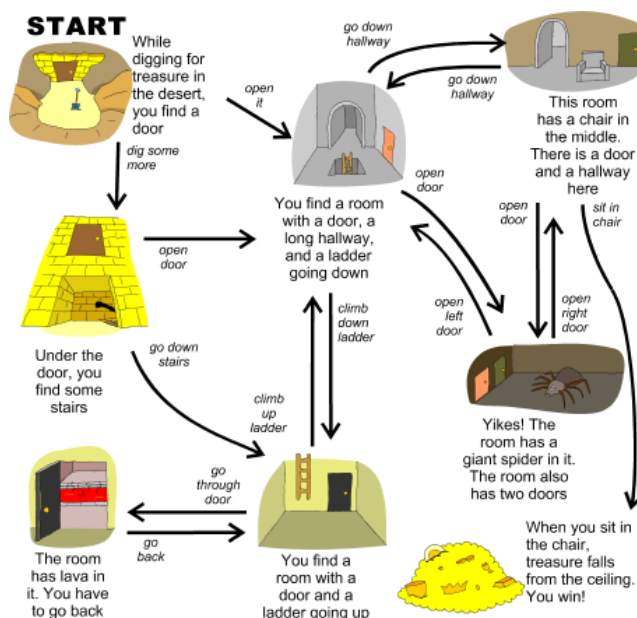 START
While
digging for
treasure in
the desert,
you find a
door
open
it
dig some
more
go down
hallway
go down
hallway
This room
has a chair in
the middle.
There is a door
and a hallway
here
You find a room
with a door, a
long hallway,
and a ladder
going down
open
door
open
door
sit in
chair
open
door
Under the
door, you
find some
stairs
go down
stairs
climb
down
ladder
climb
up
ladder
open
left
door
open
right
door
Yikes! The
room has a
giant spider in it.
The room also
has two doors
go
through
door
go
back
The room
has lava in
it. You have
to go back
You find a
room with a
door and a
ladder going up
When you sit in
the chair,
treasure falls
from the ceiling.
You win!